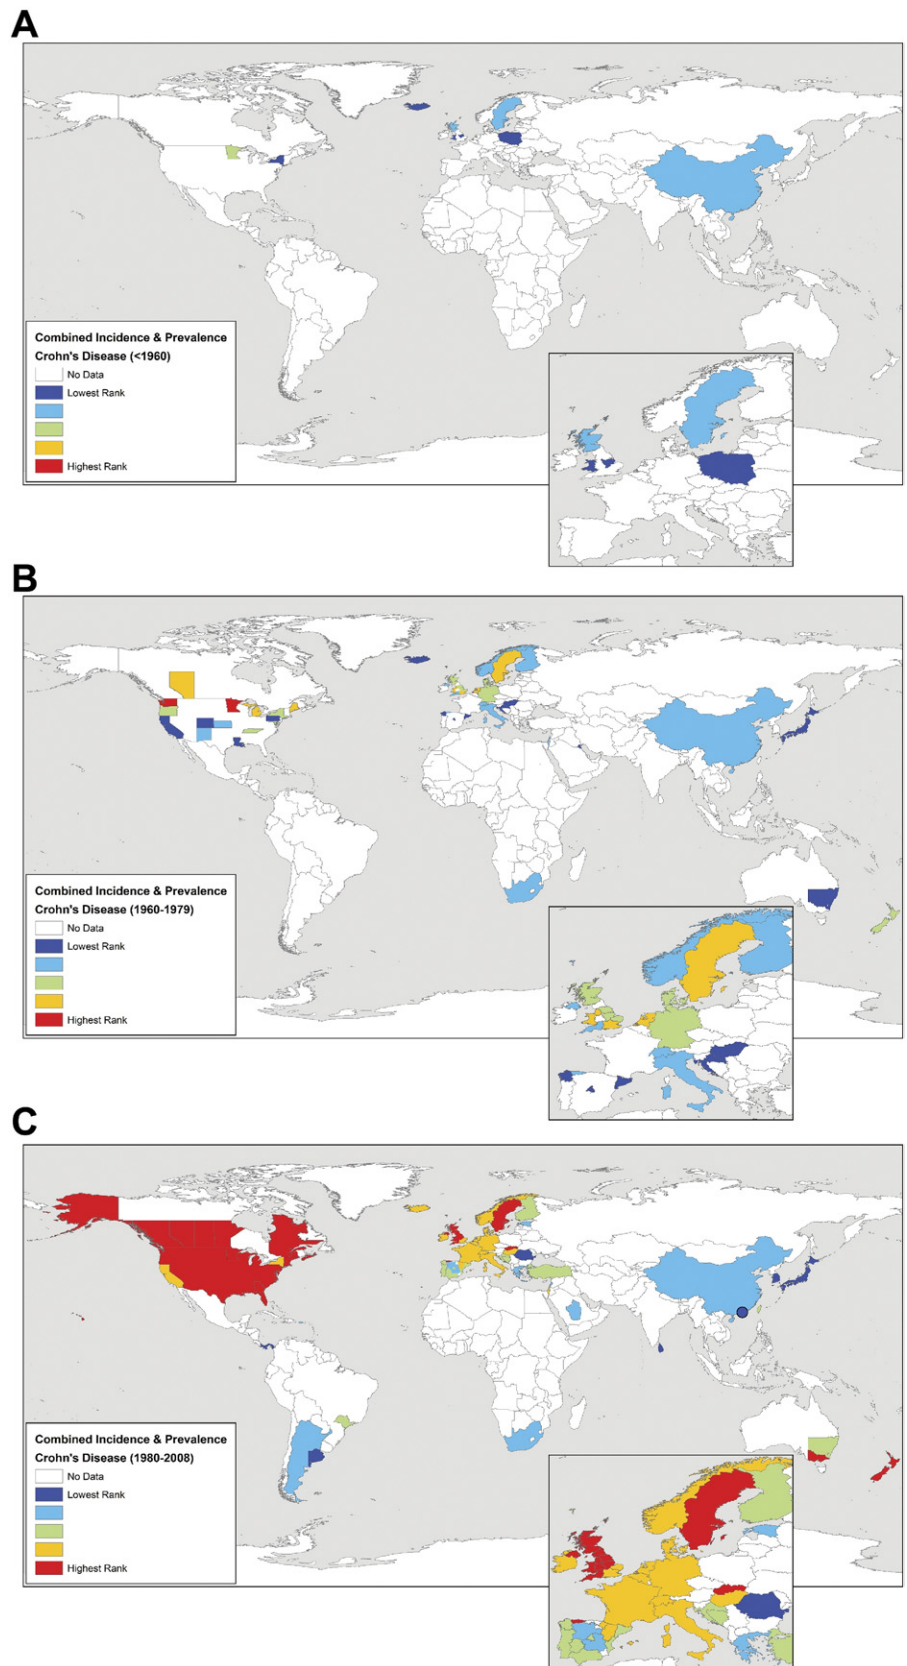 A
Combined Incidence & Prevalence
Crohn's Disease (<1960)
No Data
Lowest Rank
Highest Rank
B
Combined Incidence & Prevalence
Crohn's Disease (1960-1979)
No Data
Lowest Rank
Highest Rank
C
Combined Incidence & Prevalence
Crohn's Disease (1980-2008)
No Data
Lowest Rank
Highest Rank